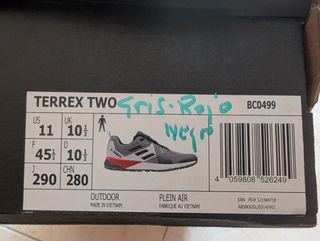 TERREX TWO Gris-Rojo BC0499
Negro
US UK
11 10½
F D
45⅓ 10½
J CHN
290 280
OUTDOOR PLEIN AIR
MADE IN VIETNAM FABRIQUÉ AU VIETNAM
4 059808 526249